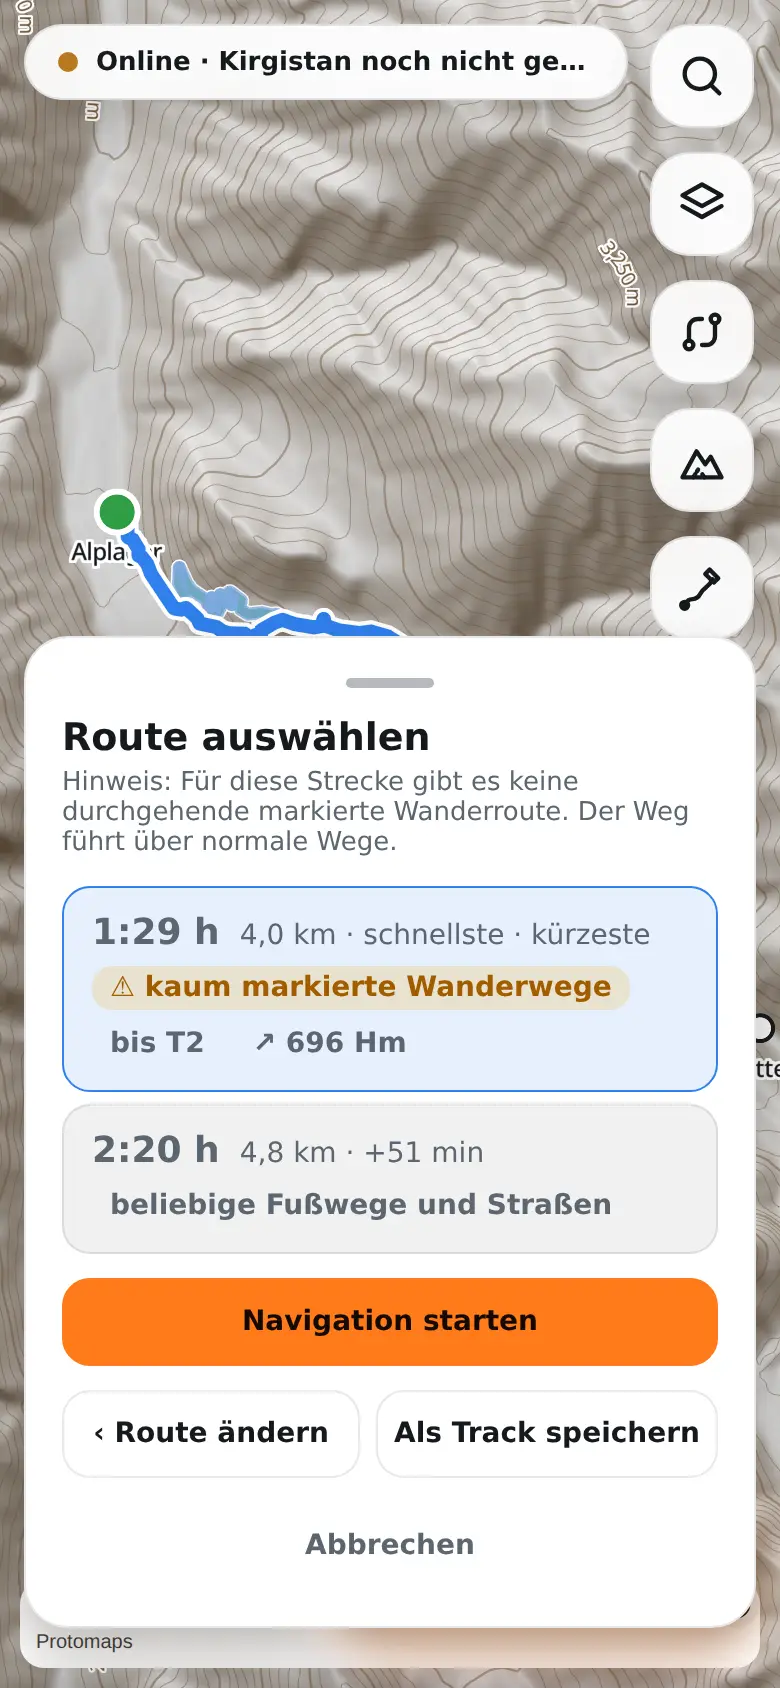 Online · Kirgistan noch nicht ge...
3,250 m
Route auswählen
Hinweis: Für diese Strecke gibt es keine
durchgehende markierte Wanderroute. Der Weg
führt über normale Wege.
1:29 h 4,0 km · schnellste · kürzeste
⚠ kaum markierte Wanderwege
bis T2 ↗ 696 Hm
2:20 h 4,8 km · +51 min
beliebige Fußwege und Straßen
Navigation starten
‹ Route ändern
Als Track speichern
Abbrechen
Protomaps